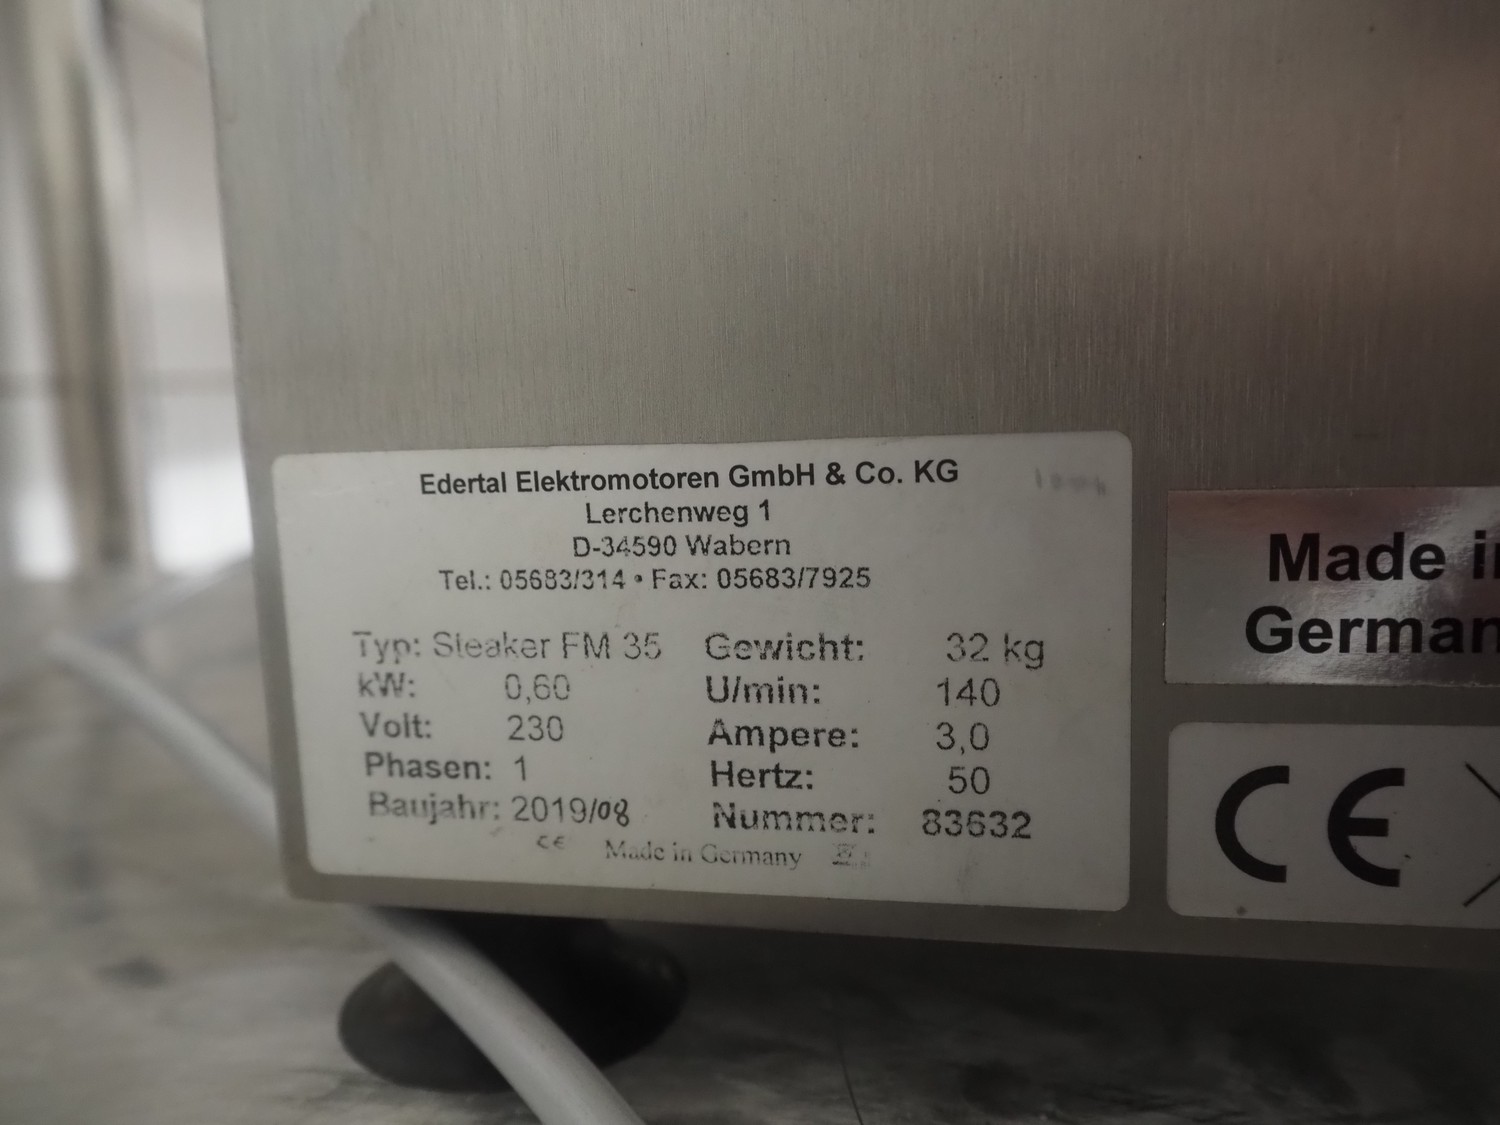 Edertal Elektromotoren GmbH & Co. KG
Lerchenweg 1
D-34590 Wabern
Tel.: 05683/314 • Fax: 05683/7925
Typ: Steaker FM 35 Gewicht: 32 kg
kW: 0,60 U/min: 140
Volt: 230 Ampere: 3,0
Phasen: 1 Hertz: 50
Baujahr: 2019/08 Nummer: 83632
CE Made in Germany
Made in
German
CE